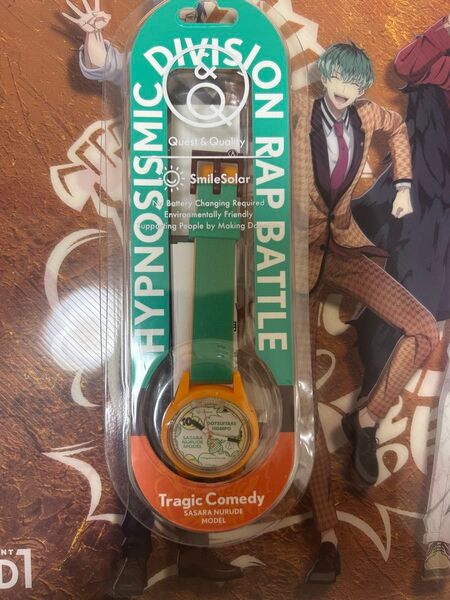 HYPNOSISMIC
DIVISION
RAP BATTLE
Q&Q
Quest & Quality
SmileSolar
No Battery Changing Required
Environmentally Friendly
Supporting People by Making
DOTSUITARE
HOMPO
SASARA
NURUDE
MODEL
Tragic Comedy
SASARA NURUDE
MODEL
D1